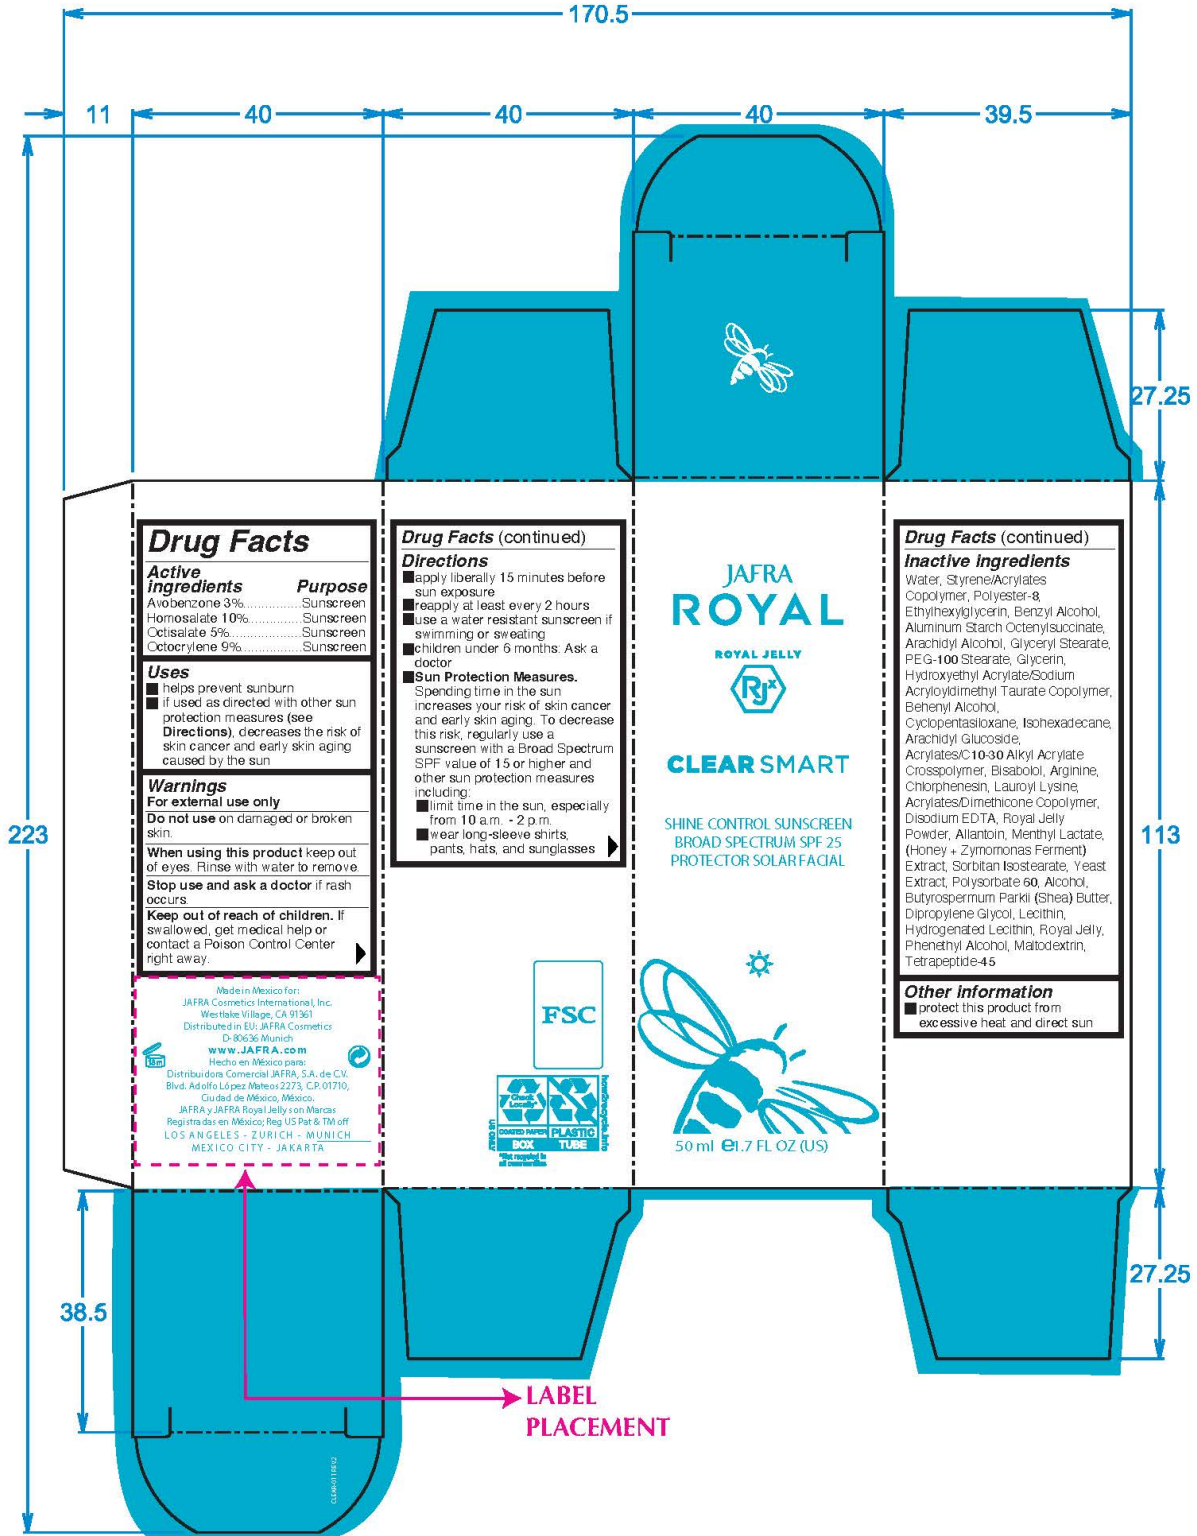 170.5
11
40
40
40
39.5
27.25
223
113
38.5
27.25
Drug Facts
Active
ingredients Purpose
Avobenzone 3%................Sunscreen
Homosalate 10%...............Sunscreen
Octisalate 5%....................Sunscreen
Octocrylene 9%.................Sunscreen
Uses
■ helps prevent sunburn
■ if used as directed with other sun
protection measures (see
Directions), decreases the risk of
skin cancer and early skin aging
caused by the sun
Warnings
For external use only
Do not use on damaged or broken
skin.
When using this product keep out
of eyes. Rinse with water to remove.
Stop use and ask a doctor if rash
occurs.
Keep out of reach of children. If
swallowed, get medical help or
contact a Poison Control Center
right away.
Made in Mexico for:
JAFRA Cosmetics International, Inc.
Westlake Village, CA 91361
Distributed in EU: JAFRA Cosmetics
D-80636 Munich
www.JAFRA.com
18m
Hecho en México para:
Distribuidora Comercial JAFRA, S.A. de C.V.
Blvd. Adolfo López Mateos 2273, C.P. 01710,
Ciudad de México, México.
JAFRA y JAFRA Royal Jelly son Marcas
Registradas en México; Reg US Pat & TM off
LOS ANGELES - ZURICH - MUNICH
MEXICO CITY - JAKARTA
Drug Facts (continued)
Directions
■ apply liberally 15 minutes before
sun exposure
■ reapply at least every 2 hours
■ use a water resistant sunscreen if
swimming or sweating
■ children under 6 months: Ask a
doctor
■ Sun Protection Measures.
Spending time in the sun
increases your risk of skin cancer
and early skin aging. To decrease
this risk, regularly use a
sunscreen with a Broad Spectrum
SPF value of 15 or higher and
other sun protection measures
including:
■ limit time in the sun, especially
from 10 a.m. - 2 p.m.
■ wear long-sleeve shirts,
pants, hats, and sunglasses
FSC
Check
Locally*
COATED PAPER
BOX
PLASTIC
TUBE
US ONLY
how2recycle.info
*Not recycled in
all communities
JAFRA
ROYAL
ROYAL JELLY
RJx
CLEAR SMART
SHINE CONTROL SUNSCREEN
BROAD SPECTRUM SPF 25
PROTECTOR SOLAR FACIAL
50 ml ℮1.7 FL OZ (US)
Drug Facts (continued)
Inactive ingredients
Water, Styrene/Acrylates
Copolymer, Polyester-8,
Ethylhexylglycerin, Benzyl Alcohol,
Aluminum Starch Octenylsuccinate,
Arachidyl Alcohol, Glyceryl Stearate,
PEG-100 Stearate, Glycerin,
Hydroxyethyl Acrylate/Sodium
Acryloyldimethyl Taurate Copolymer,
Behenyl Alcohol,
Cyclopentasiloxane, Isohexadecane,
Arachidyl Glucoside,
Acrylates/C10-30 Alkyl Acrylate
Crosspolymer, Bisabolol, Arginine,
Chlorphenesin, Lauroyl Lysine,
Acrylates/Dimethicone Copolymer,
Disodium EDTA, Royal Jelly
Powder, Allantoin, Menthyl Lactate,
(Honey + Zymomonas Ferment)
Extract, Sorbitan Isostearate, Yeast
Extract, Polysorbate 60, Alcohol,
Butyrospermum Parkii (Shea) Butter,
Dipropylene Glycol, Lecithin,
Hydrogenated Lecithin, Royal Jelly,
Phenethyl Alcohol, Maltodextrin,
Tetrapeptide-45
Other information
■ protect this product from
excessive heat and direct sun
LABEL
PLACEMENT